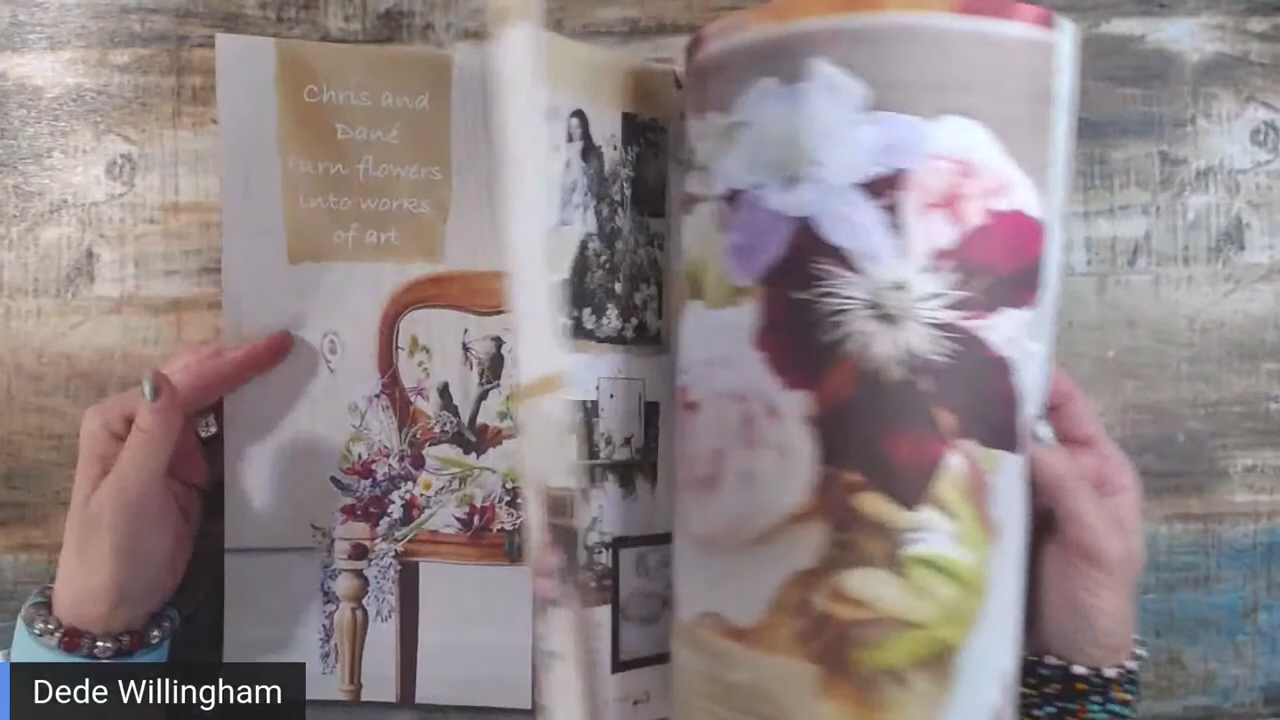 Chris and
Dané
turn flowers
into works
of art
Dede Willingham